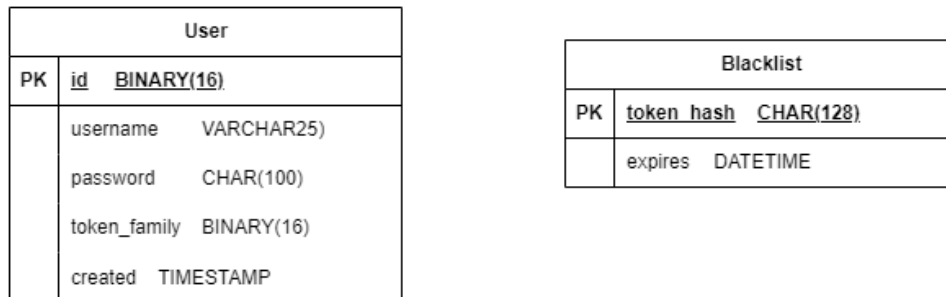 User
PK id BINARY(16)
username VARCHAR25)
password CHAR(100)
token_family BINARY(16)
created TIMESTAMP
Blacklist
PK token_hash CHAR(128)
expires DATETIME